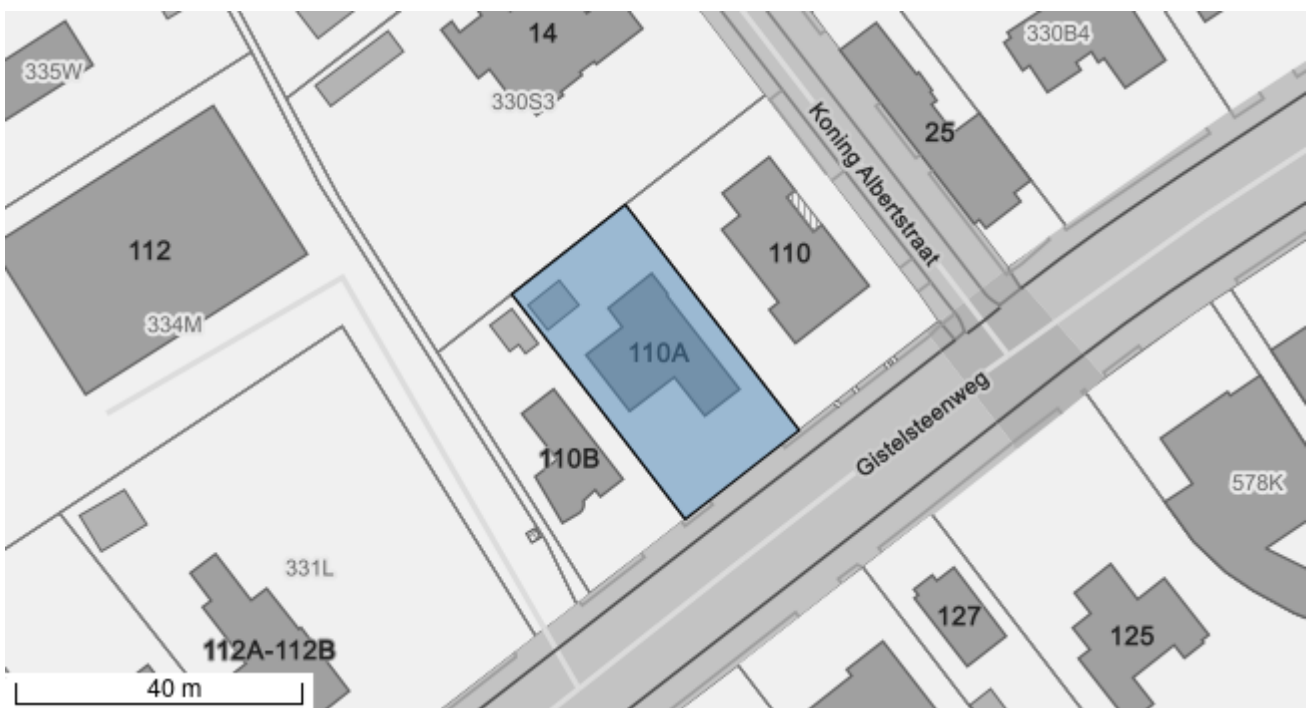 14
335W
330S3
330B4
25
Koning Albertstraat
112
110
334M
110A
Gistelsteenweg
110B
578K
331L
127
125
112A-112B
40 m